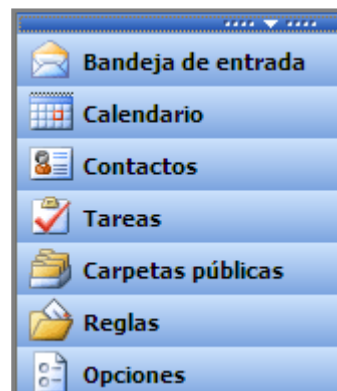 Bandeja de entrada
Calendario
Contactos
Tareas
Carpetas públicas
Reglas
Opciones